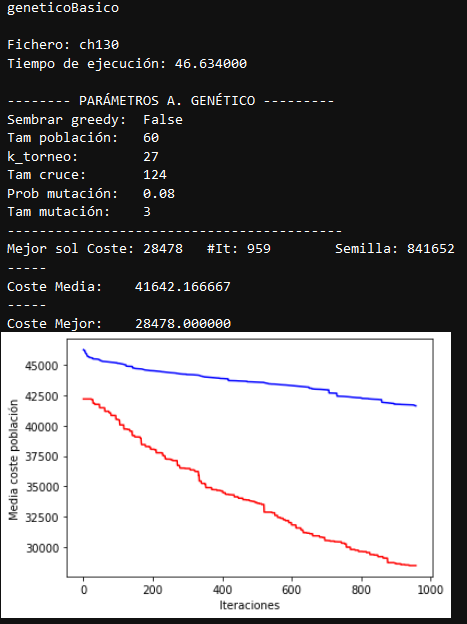 geneticoBasico
Fichero: ch130
Tiempo de ejecución: 46.634000
-------- PARÁMETROS A. GENÉTICO ---------
Sembrar greedy: False
Tam población: 60
k_torneo: 27
Tam cruce: 124
Prob mutación: 0.08
Tam mutación: 3
------------------------------------------
Mejor sol Coste: 28478 #It: 959 Semilla: 841652
-----
Coste Media: 41642.166667
-----
Coste Mejor: 28478.000000
Media coste población
45000
42500
40000
37500
35000
32500
30000
0 200 400 600 800 1000
Iteraciones